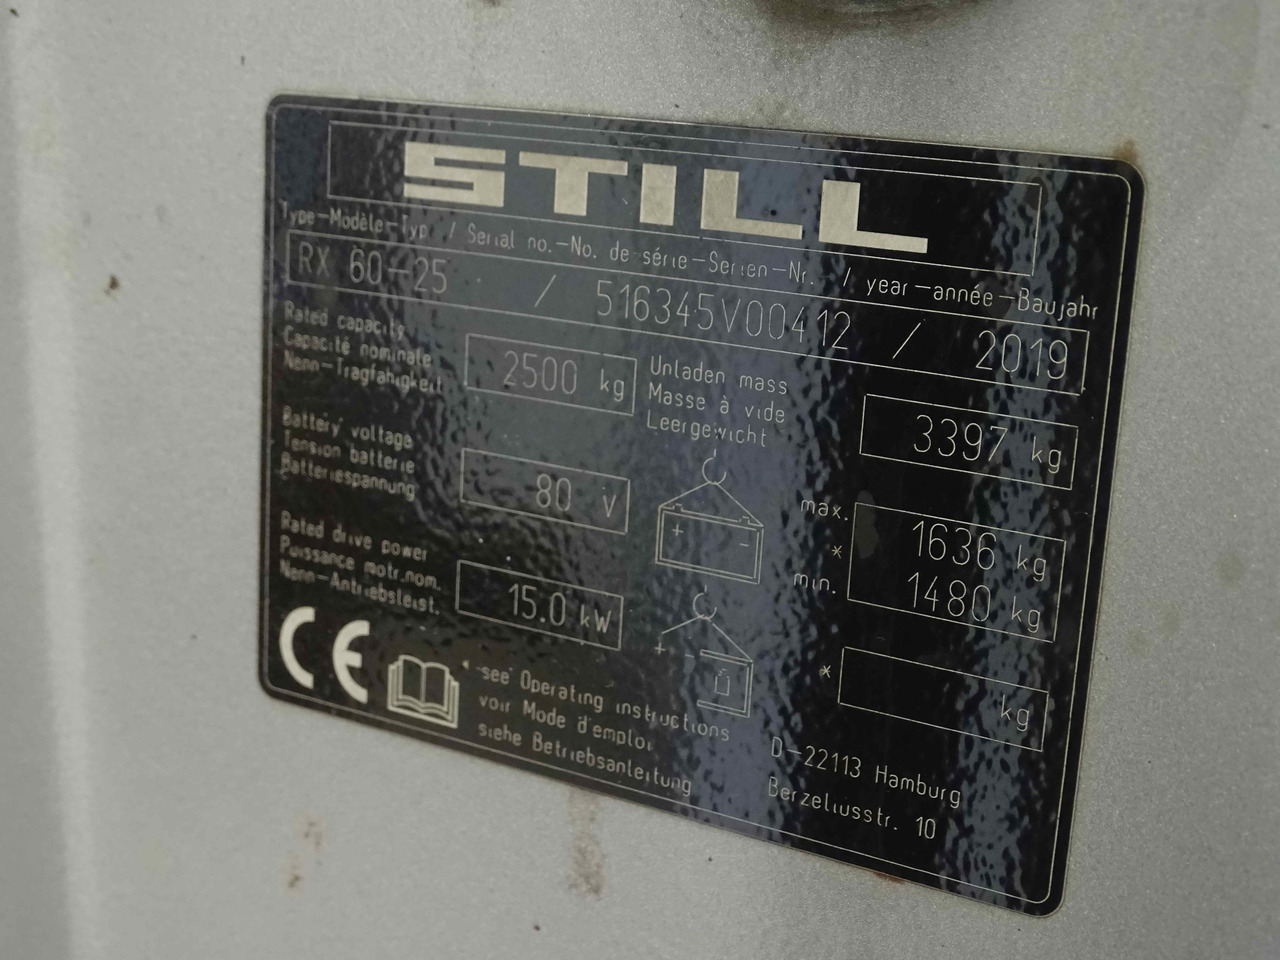 STILL
Type-Modèle-Typ / Serial no.-No. de série-Serien-Nr. / year-année-Baujahr
RX 60-25 / 516345V00412 / 2019
Rated capacity
Capacité nominale
Nenn-Tragfähigkeit
2500 kg
Unladen mass
Masse à vide
Leergewicht
3397 kg
Battery voltage
Tension batterie
Batteriespannung
80 V
+ -
max. 1636 kg
*
min. 1480 kg
Rated drive power
Puissance motr.nom.
Nenn-Antriebsleist.
15.0 kW
+
* kg
CE
* see Operating instructions
voir Mode d'emploi
siehe Betriebsanleitung
D-22113 Hamburg
Berzeliusstr. 10